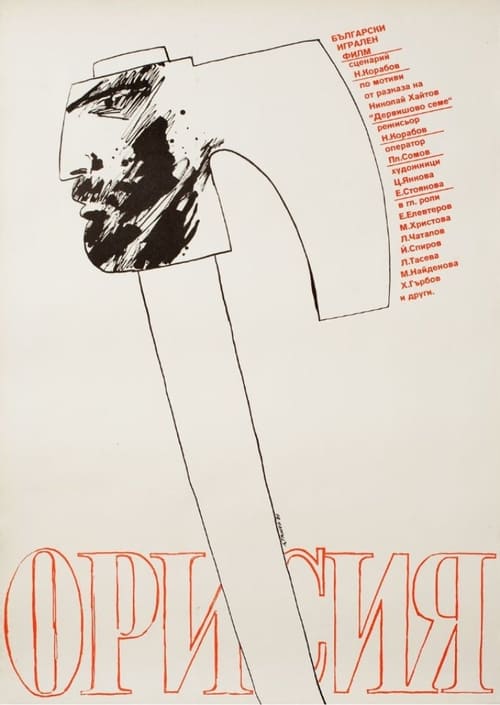 БЪЛГАРСКИ
ИГРАЛЕН
ФИЛМ
сценарий
Н.Корабов
по мотиви
от разказа на
Николай Хайтов
"Дервишово семе"
режисьор
Н.Корабов
оператор
Пл.Сомов
художници
Ц.Яннова
Е.Стоянова
в гл. роли
Е.Елевтеров
М.Христова
Л.Чаталов
Й.Спиров
Л.Тасева
М.Найденова
Х.Гърбов
и други.
ОРИСИЯ